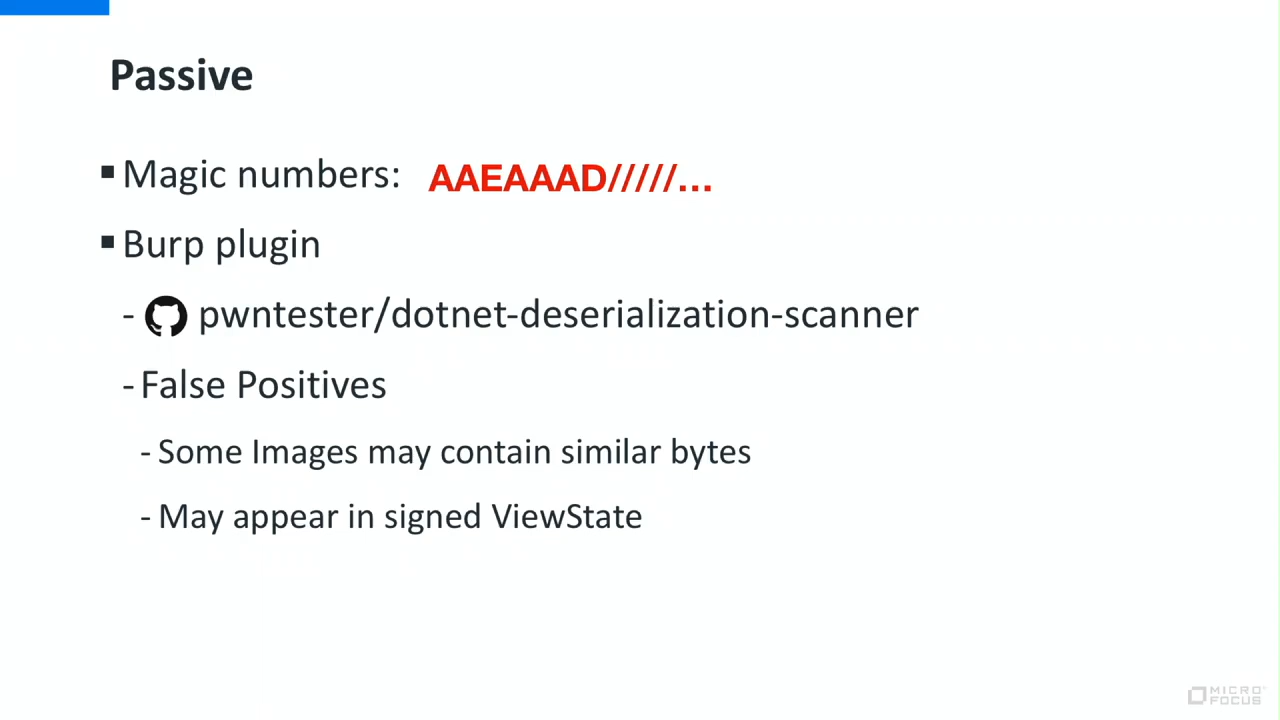 Passive
▪ Magic numbers: AAEAAAD/////...
▪ Burp plugin
- pwntester/dotnet-deserialization-scanner
- False Positives
- Some Images may contain similar bytes
- May appear in signed ViewState
MICRO
FOCUS